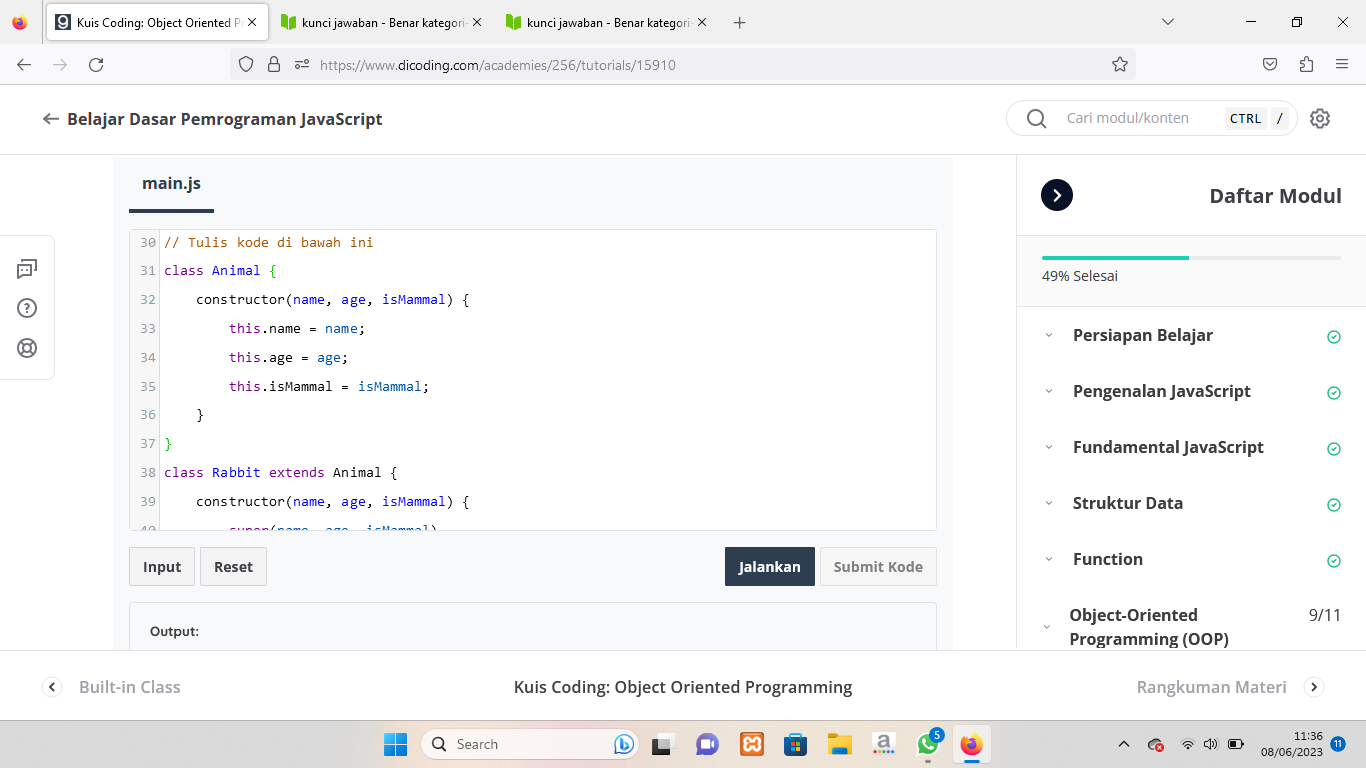 Kuis Coding: Object Oriented P
kunci jawaban - Benar kategori-
kunci jawaban - Benar kategori-
https://www.dicoding.com/academies/256/tutorials/15910
Belajar Dasar Pemrograman JavaScript
Cari modul/konten CTRL /
main.js
30 // Tulis kode di bawah ini
31 class Animal {
32 constructor(name, age, isMammal) {
33 this.name = name;
34 this.age = age;
35 this.isMammal = isMammal;
36 }
37 }
38 class Rabbit extends Animal {
39 constructor(name, age, isMammal) {
40 super(name, age, isMammal)
Input Reset Jalankan Submit Kode
Output:
Daftar Modul
49% Selesai
Persiapan Belajar
Pengenalan JavaScript
Fundamental JavaScript
Struktur Data
Function
Object-Oriented 9/11
Programming (OOP)
Built-in Class Kuis Coding: Object Oriented Programming Rangkuman Materi
Search
5
11:36
08/06/2023
11